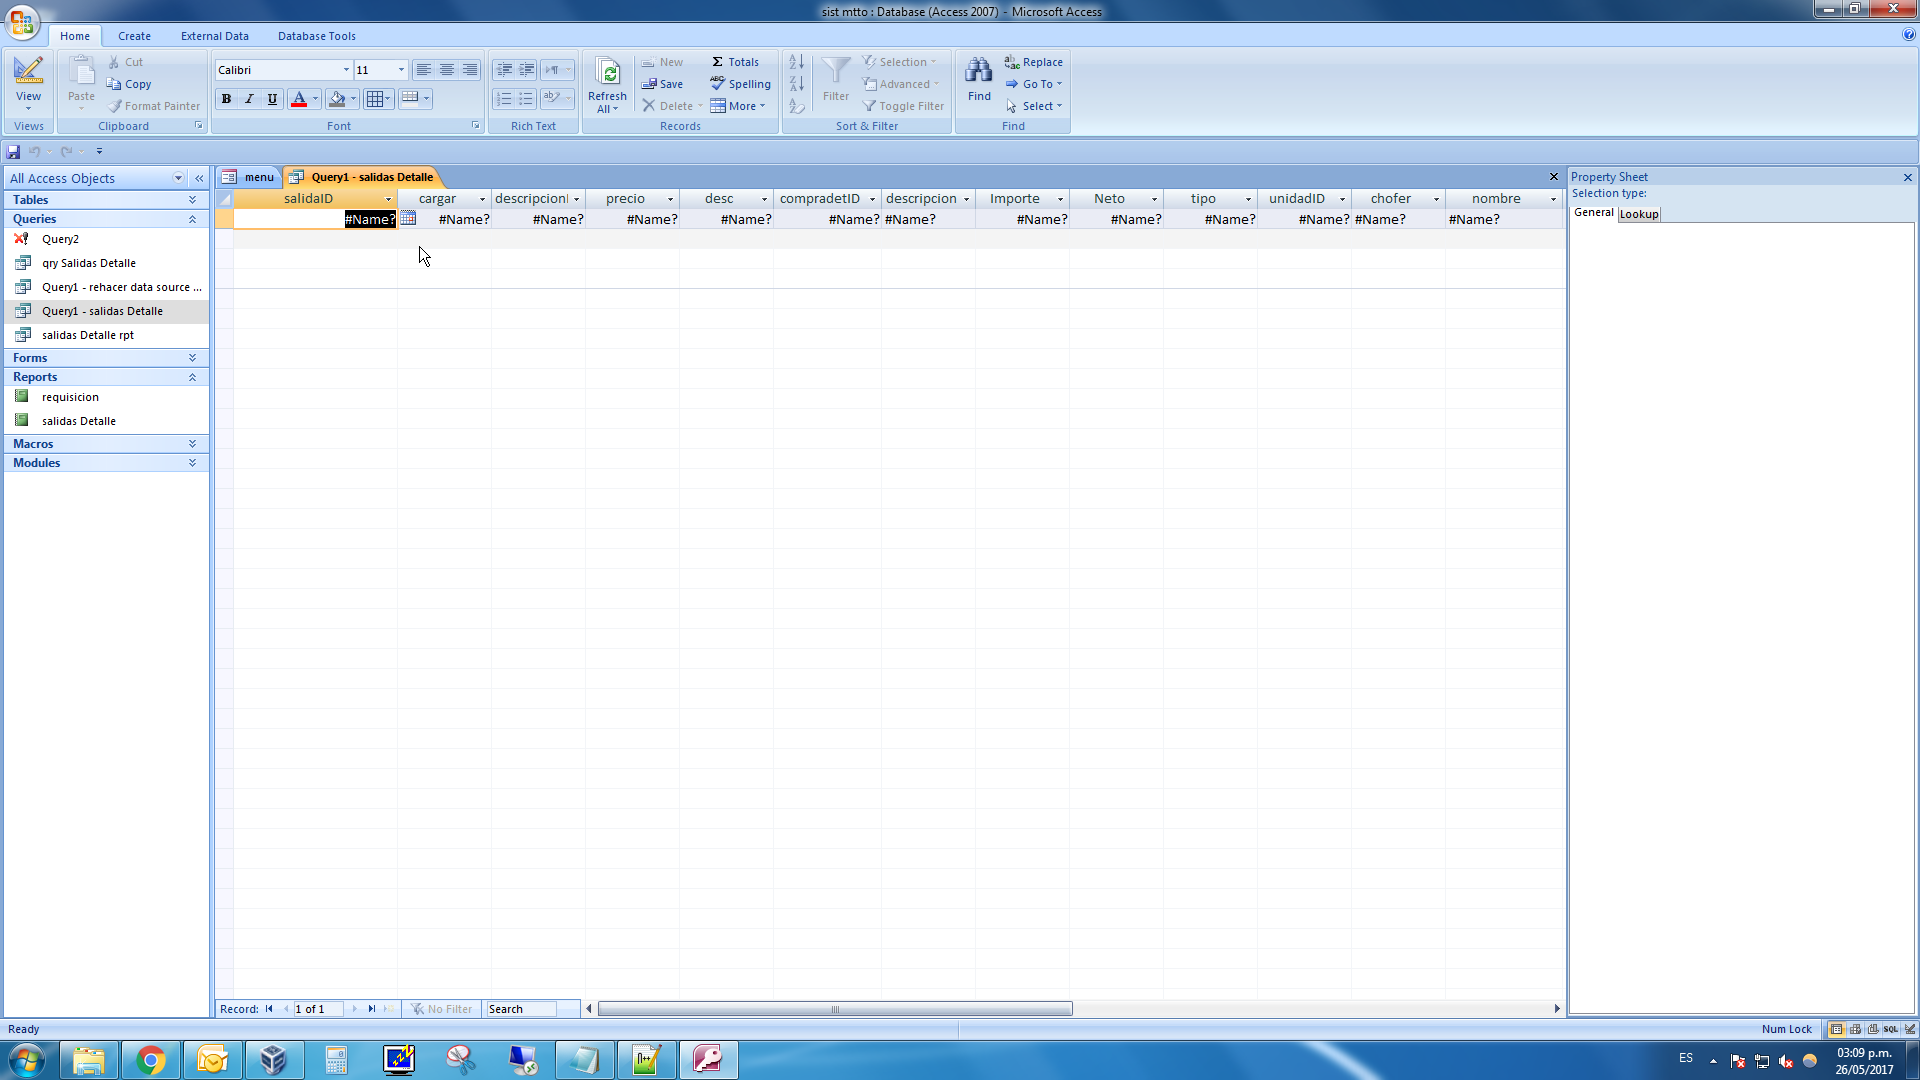 sist mtto : Database (Access 2007) - Microsoft Access
Home Create External Data Database Tools
View
Views
Paste
Cut
Copy
Format Painter
Clipboard
Calibri 11
B I U A
Font
Rich Text
Refresh All
New
Save
Delete
Totals
Spelling
More
Records
Filter
Selection
Advanced
Toggle Filter
Sort & Filter
Find
Replace
Go To
Select
Find
All Access Objects
Tables
Queries
Query2
qry Salidas Detalle
Query1 - rehacer data source ...
Query1 - salidas Detalle
salidas Detalle rpt
Forms
Reports
requisicion
salidas Detalle
Macros
Modules
menu Query1 - salidas Detalle
salidaID cargar descripcionI precio desc compradetID descripcion Importe Neto tipo unidadID chofer nombre
#Name? #Name? #Name? #Name? #Name? #Name? #Name? #Name? #Name? #Name? #Name? #Name? #Name?
Property Sheet
Selection type:
General Lookup
Record: 1 of 1 No Filter Search
Ready Num Lock SQL
ES 03:09 p.m.
26/05/2017